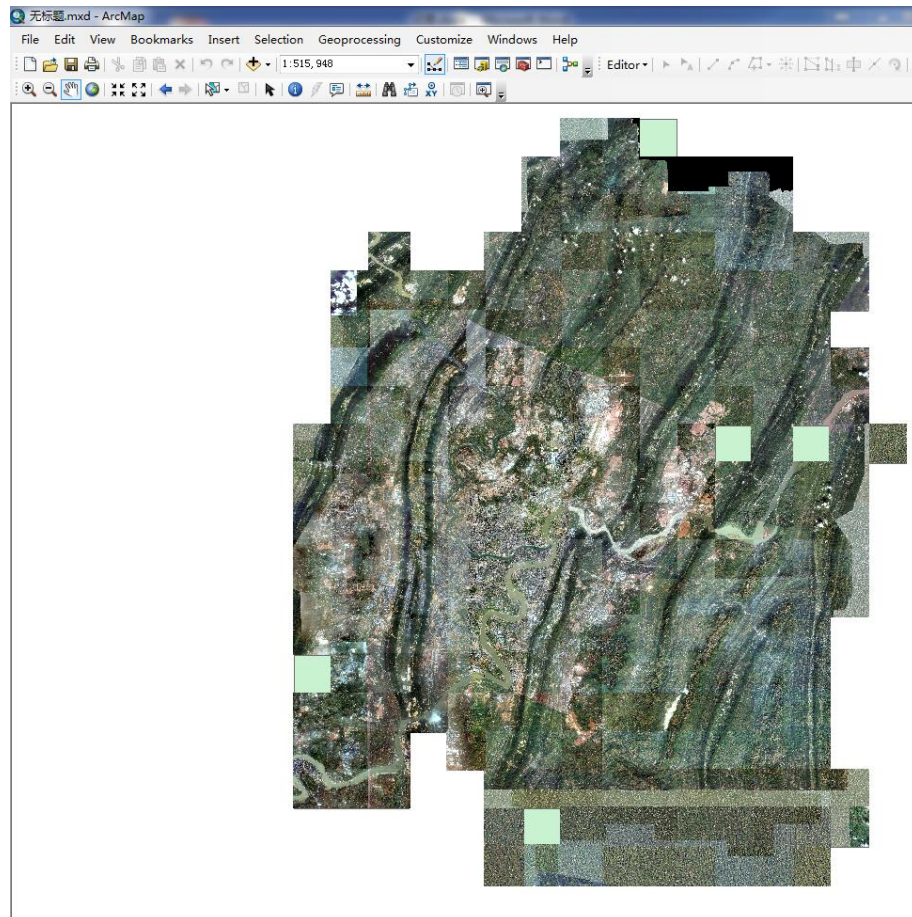 无标题.mxd - ArcMap
File Edit View Bookmarks Insert Selection Geoprocessing Customize Windows Help
1:515,948 Editor
XY